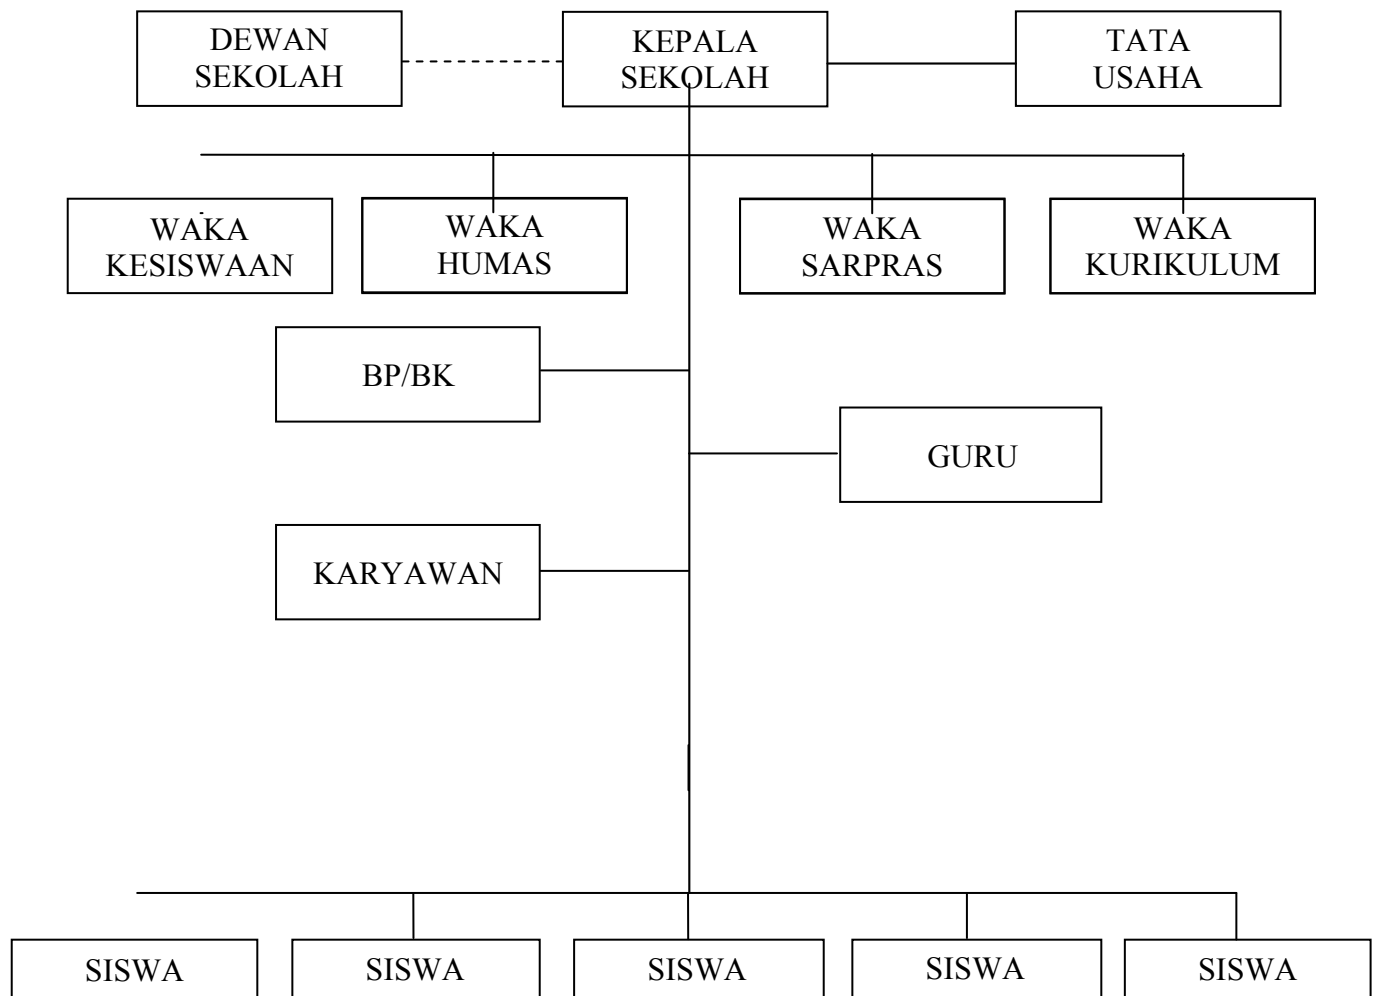 DEWAN
SEKOLAH
KEPALA
SEKOLAH
TATA
USAHA
WAKA
KESISWAAN
WAKA
HUMAS
WAKA
SARPRAS
WAKA
KURIKULUM
BP/BK
GURU
KARYAWAN
SISWA
SISWA
SISWA
SISWA
SISWA